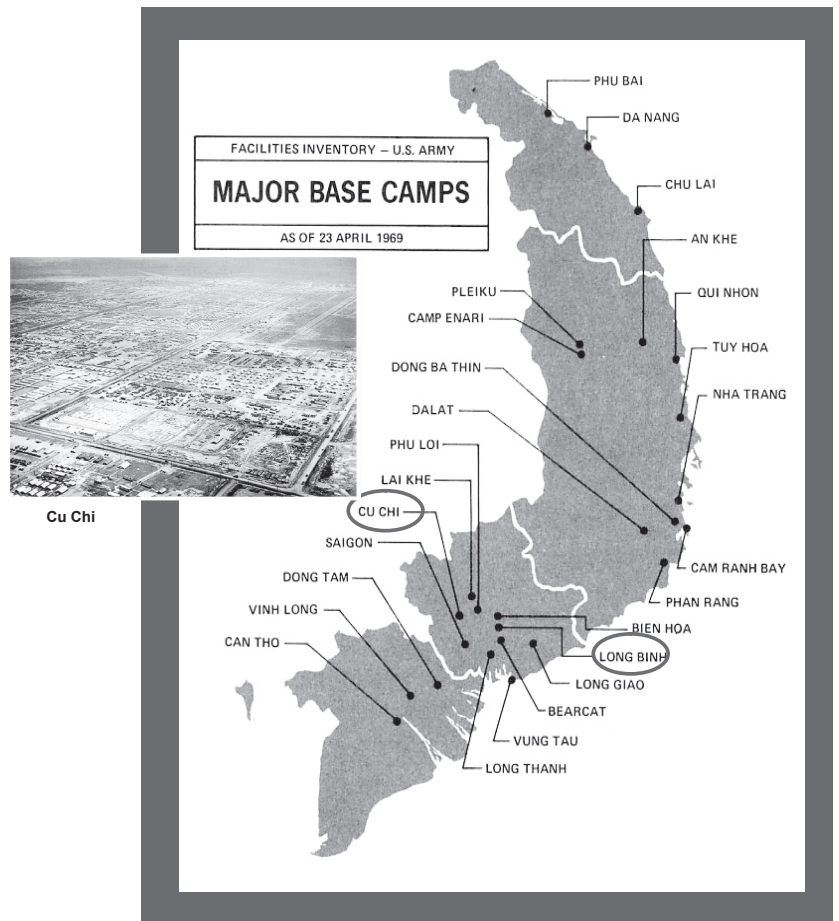 FACILITIES INVENTORY – U.S. ARMY
MAJOR BASE CAMPS
AS OF 23 APRIL 1969
PHU BAI
DA NANG
CHU LAI
AN KHE
PLEIKU
QUI NHON
CAMP ENARI
TUY HOA
DONG BA THIN
NHA TRANG
DALAT
PHU LOI
LAI KHE
CU CHI
Cu Chi
SAIGON
CAM RANH BAY
DONG TAM
PHAN RANG
VINH LONG
BIEN HOA
CAN THO
LONG BINH
LONG GIAO
BEARCAT
VUNG TAU
LONG THANH